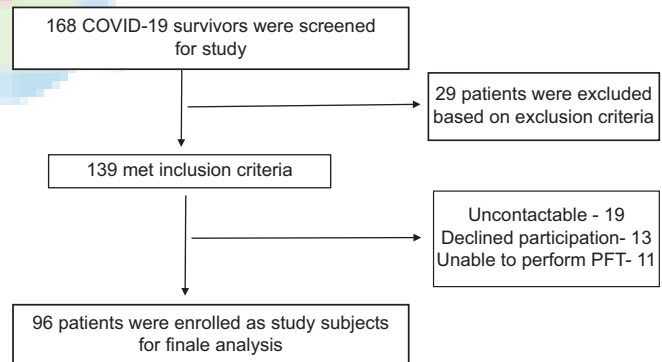 168 COVID-19 survivors were screened
for study
29 patients were excluded
based on exclusion criteria
139 met inclusion criteria
Uncontactable - 19
Declined participation- 13
Unable to perform PFT- 11
96 patients were enrolled as study subjects
for finale analysis